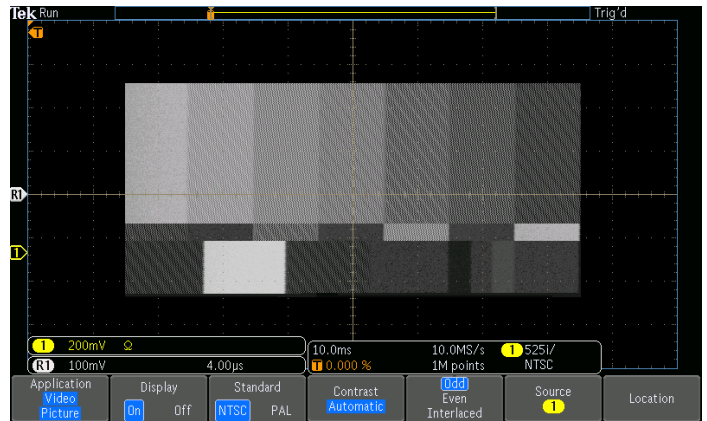 Tek Run Trig'd
T
R1
1
1 200mV Ω
R1 100mV 4.00µs
10.0ms 10.0MS/s 1 525i/
T 0.000 % 1M points NTSC
Application
Video
Picture
Display
On Off
Standard
NTSC PAL
Contrast
Automatic
Odd
Even
Interlaced
Source
1
Location